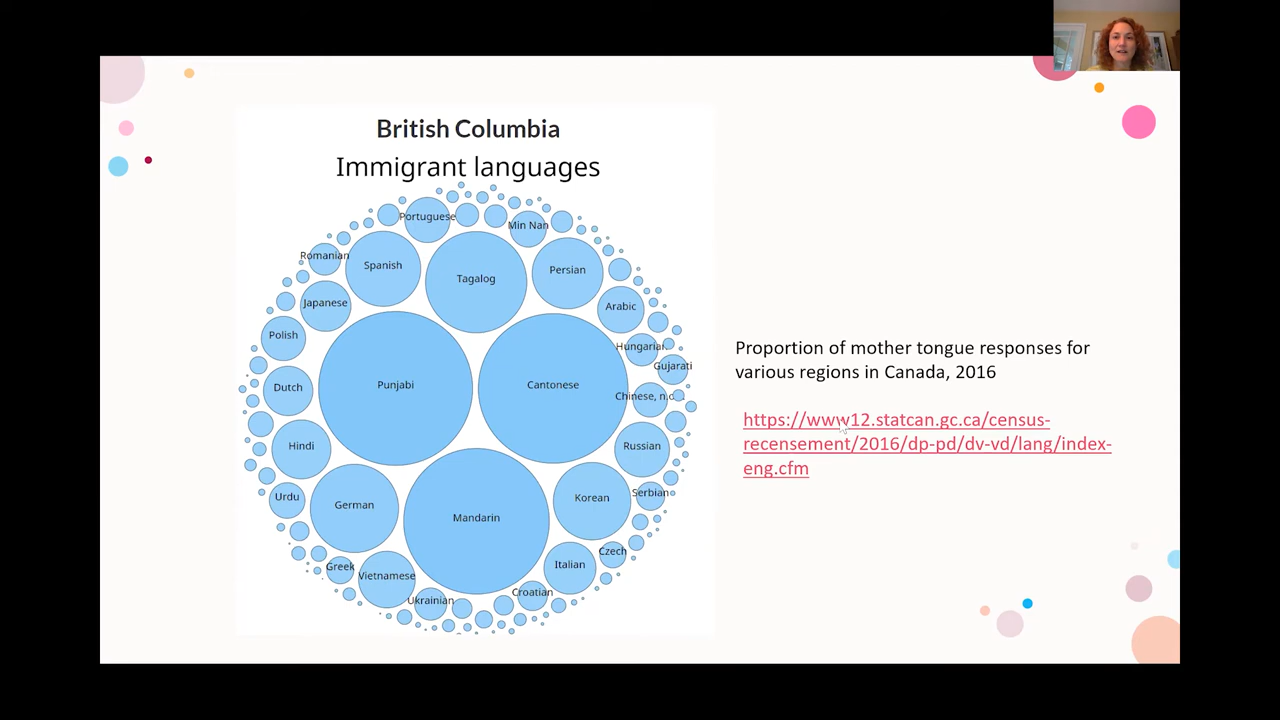 British Columbia
Immigrant languages
Portuguese
Min Nan
Romanian
Spanish
Tagalog
Persian
Japanese
Arabic
Polish
Hungarian
Gujarati
Punjabi
Cantonese
Dutch
Chinese, n.o.
Hindi
Russian
Urdu
German
Mandarin
Korean
Serbian
Greek
Vietnamese
Italian
Czech
Ukrainian
Croatian
Proportion of mother tongue responses for
various regions in Canada, 2016
https://www12.statcan.gc.ca/census-
recensement/2016/dp-pd/dv-vd/lang/index-
eng.cfm